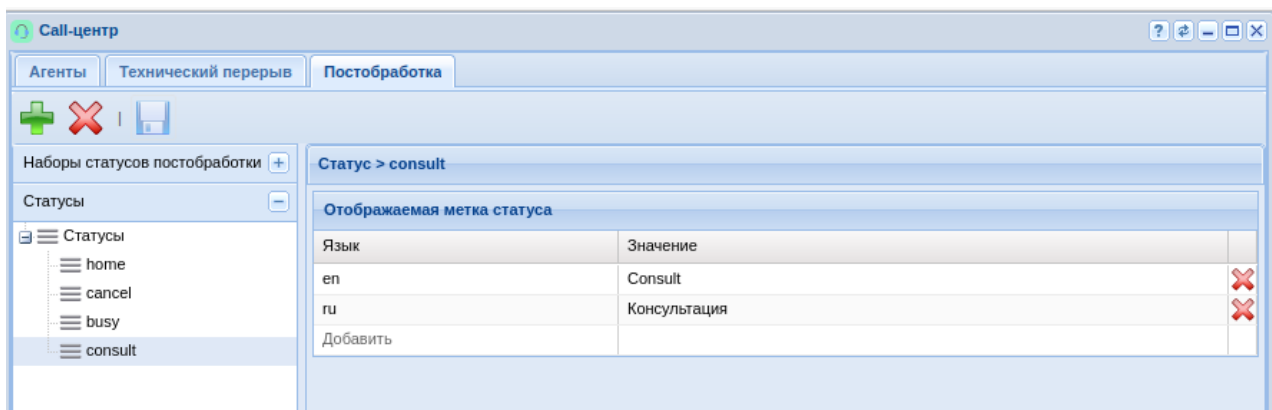 Call-центр
Агенты Технический перерыв Постобработка
Наборы статусов постобработки
Статус > consult
Статусы
Отображаемая метка статуса
Статусы
Язык Значение
home
en Consult
cancel
ru Консультация
busy
Добавить
consult